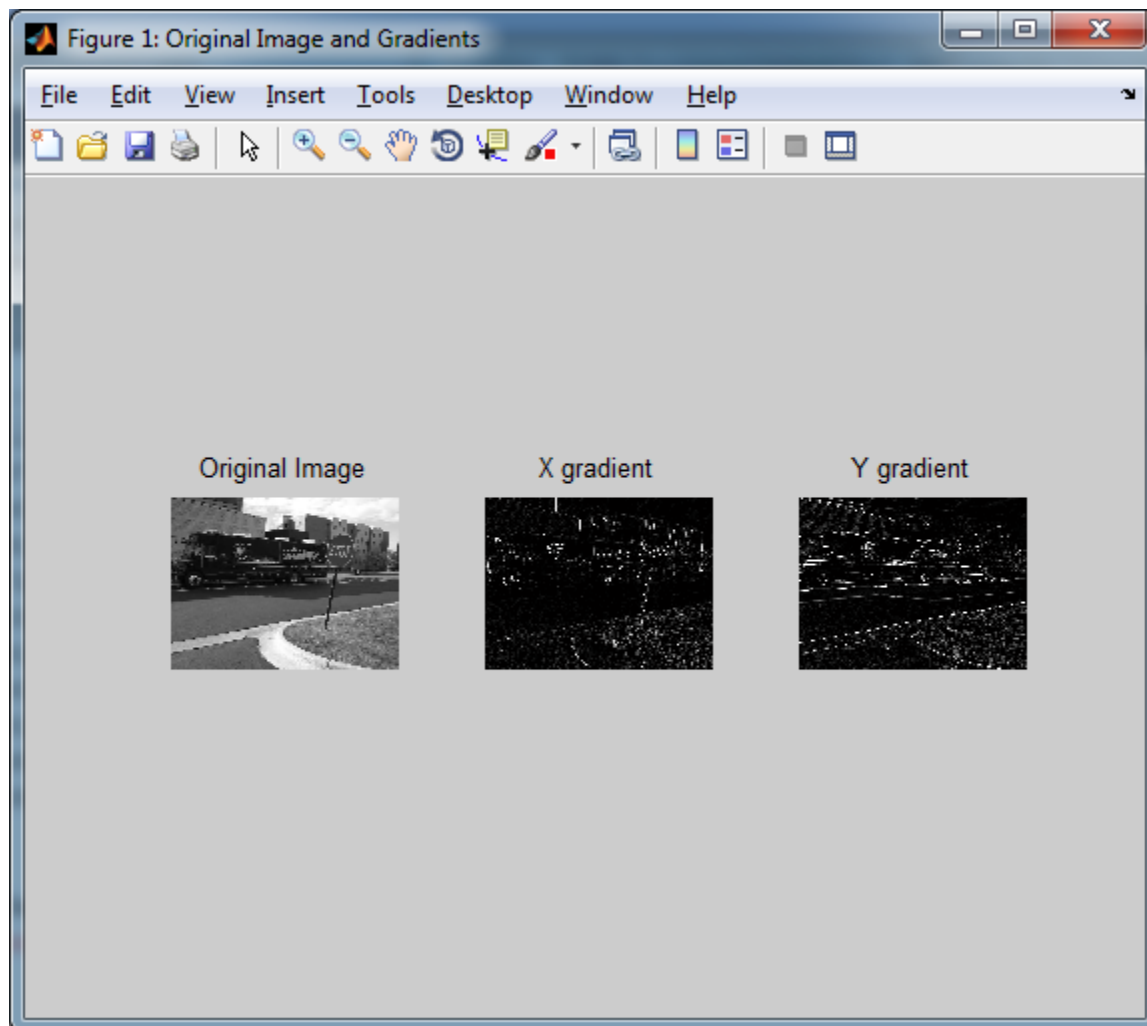 Figure 1: Original Image and Gradients
File Edit View Insert Tools Desktop Window Help
Original Image X gradient Y gradient